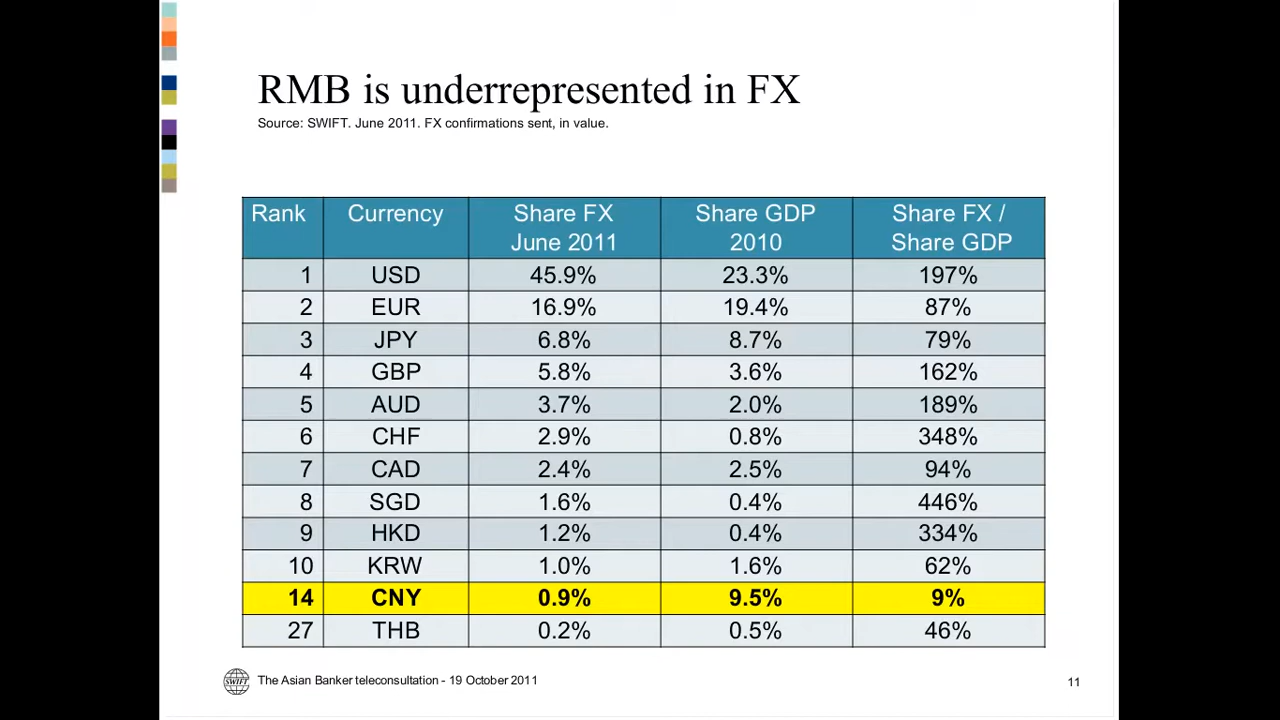 RMB is underrepresented in FX
Source: SWIFT. June 2011. FX confirmations sent, in value.
Rank Currency Share FX June 2011 Share GDP 2010 Share FX / Share GDP
1 USD 45.9% 23.3% 197%
2 EUR 16.9% 19.4% 87%
3 JPY 6.8% 8.7% 79%
4 GBP 5.8% 3.6% 162%
5 AUD 3.7% 2.0% 189%
6 CHF 2.9% 0.8% 348%
7 CAD 2.4% 2.5% 94%
8 SGD 1.6% 0.4% 446%
9 HKD 1.2% 0.4% 334%
10 KRW 1.0% 1.6% 62%
14 CNY 0.9% 9.5% 9%
27 THB 0.2% 0.5% 46%
SWIFT The Asian Banker teleconsultation - 19 October 2011 11